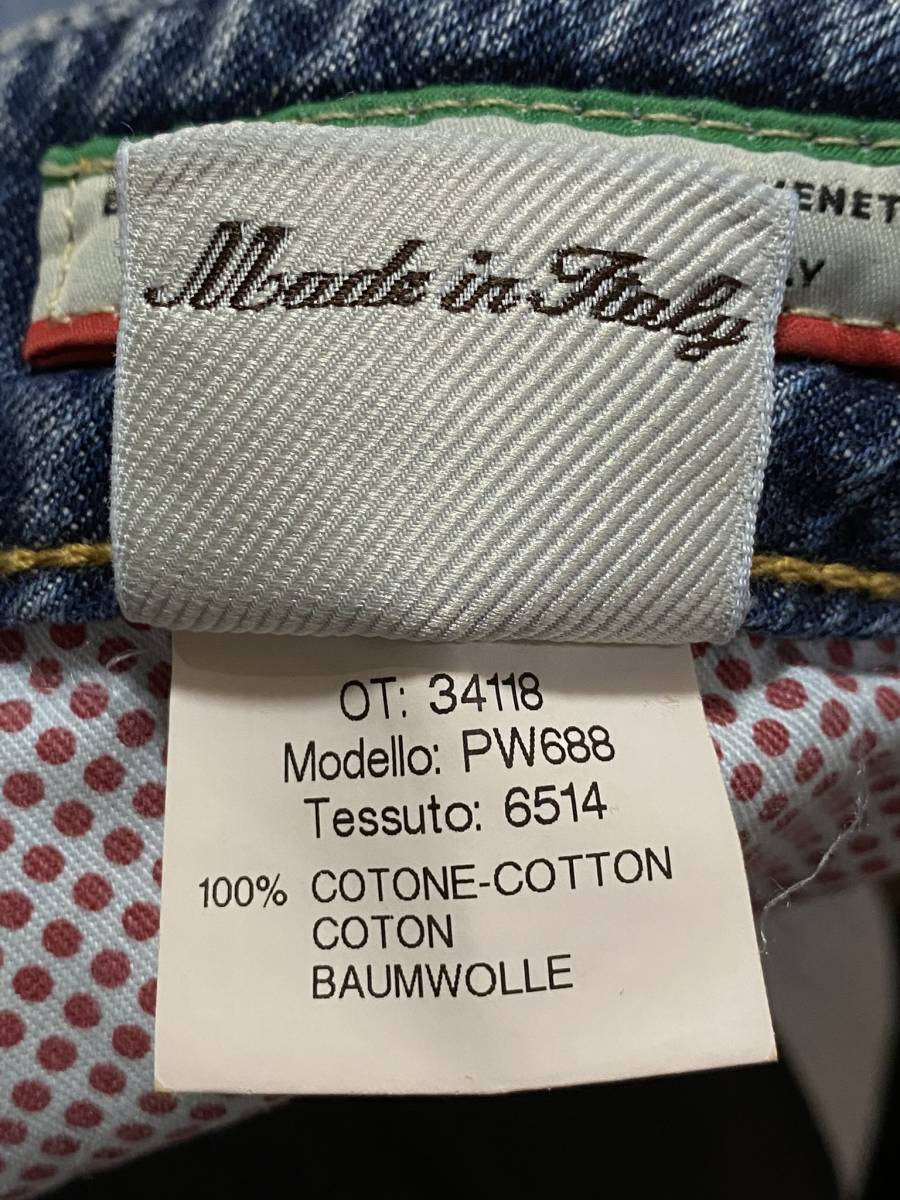 Made in Italy
OT: 34118
Modello: PW688
Tessuto: 6514
100% COTONE-COTTON
COTON
BAUMWOLLE